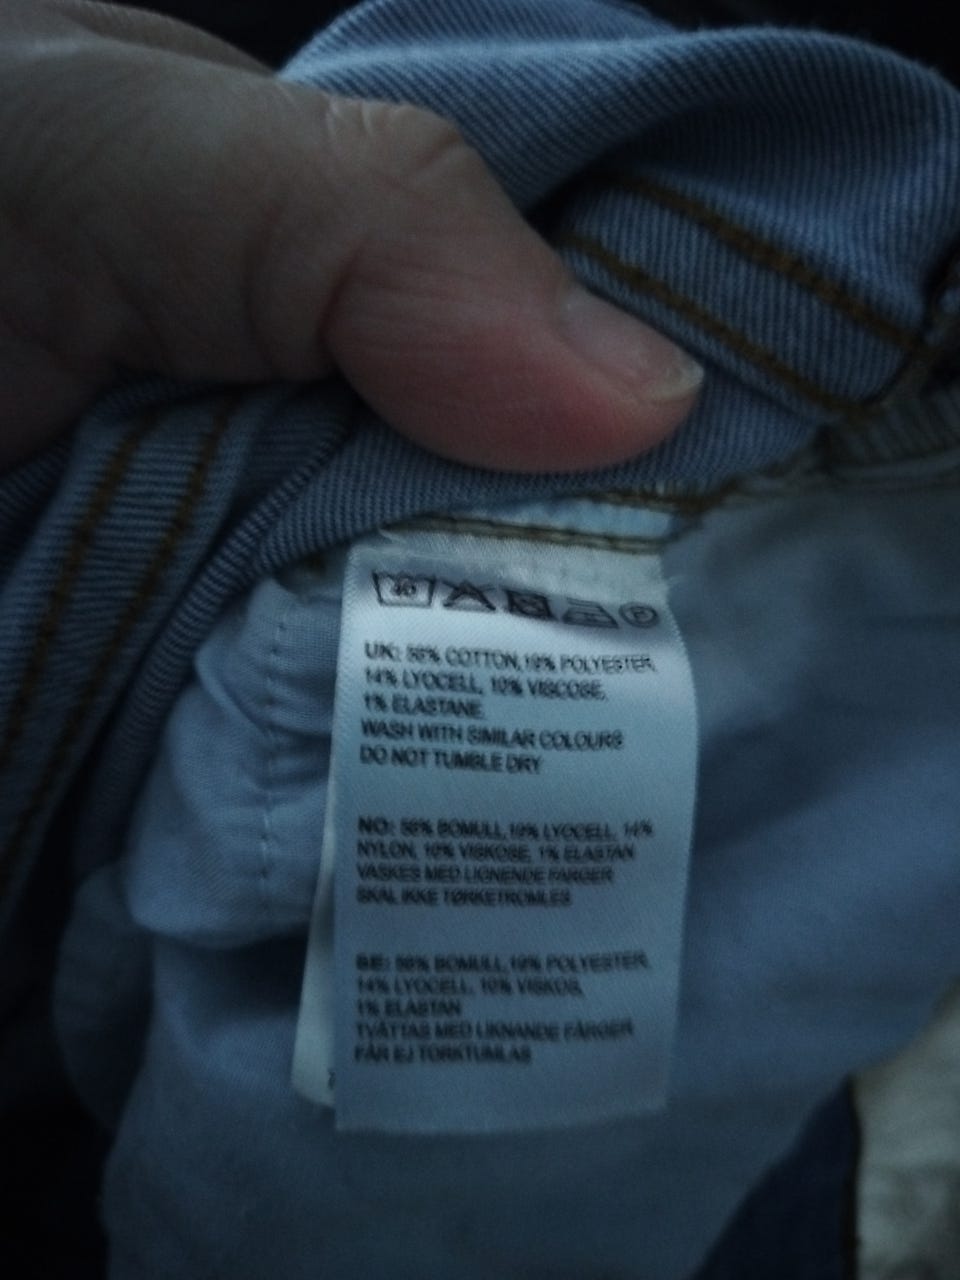 UK: 56% COTTON, 19% POLYESTER,
14% LYOCELL, 10% VISCOSE,
1% ELASTANE
WASH WITH SIMILAR COLOURS
DO NOT TUMBLE DRY
NO: 56% BOMULL, 19% LYOCELL, 14%
NYLON, 10% VISKOSE, 1% ELASTAN
VASKES MED LIGNENDE FARGER
SKAL IKKE TØRKETROMLES
SE: 56% BOMULL, 19% POLYESTER,
14% LYOCELL, 10% VISKOS,
1% ELASTAN
TVÄTTAS MED LIKNANDE FÄRGER
FÅR EJ TORKTUMLAS